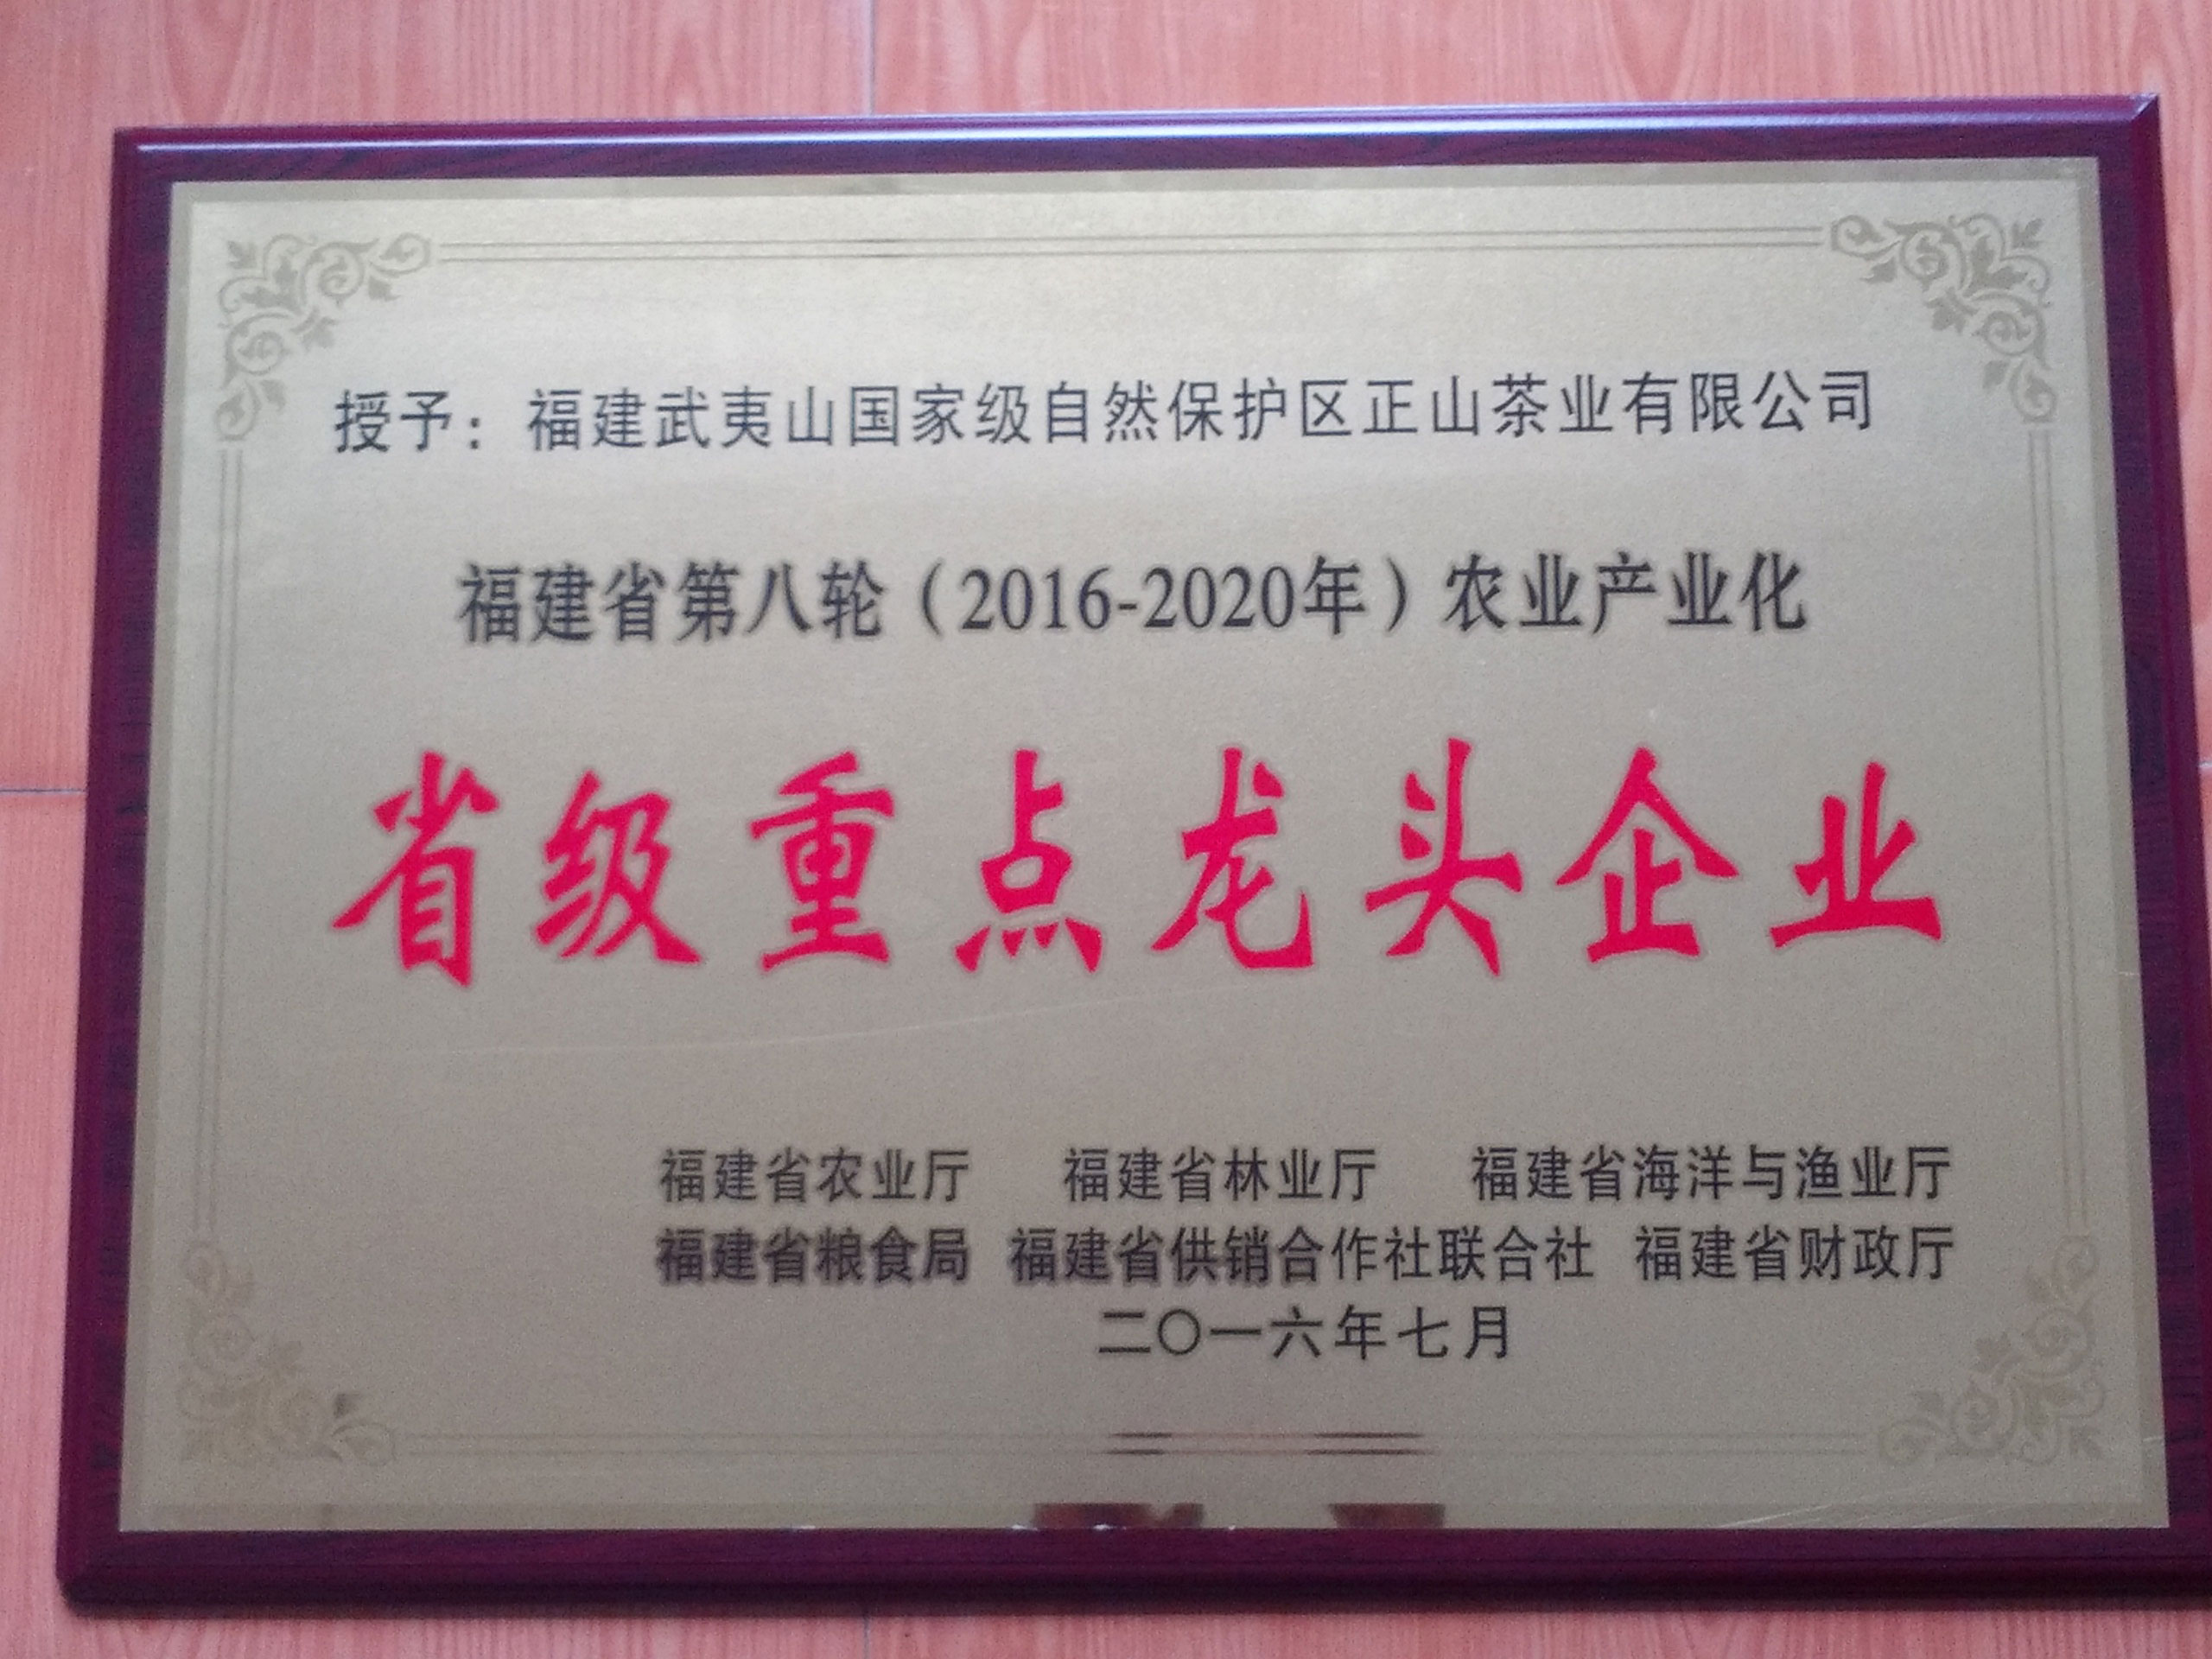 授予：福建武夷山国家级自然保护区正山茶业有限公司
福建省第八轮（2016-2020年）农业产业化
省级重点龙头企业
福建省农业厅 福建省林业厅 福建省海洋与渔业厅
福建省粮食局 福建省供销合作社联合社 福建省财政厅
二〇一六年七月